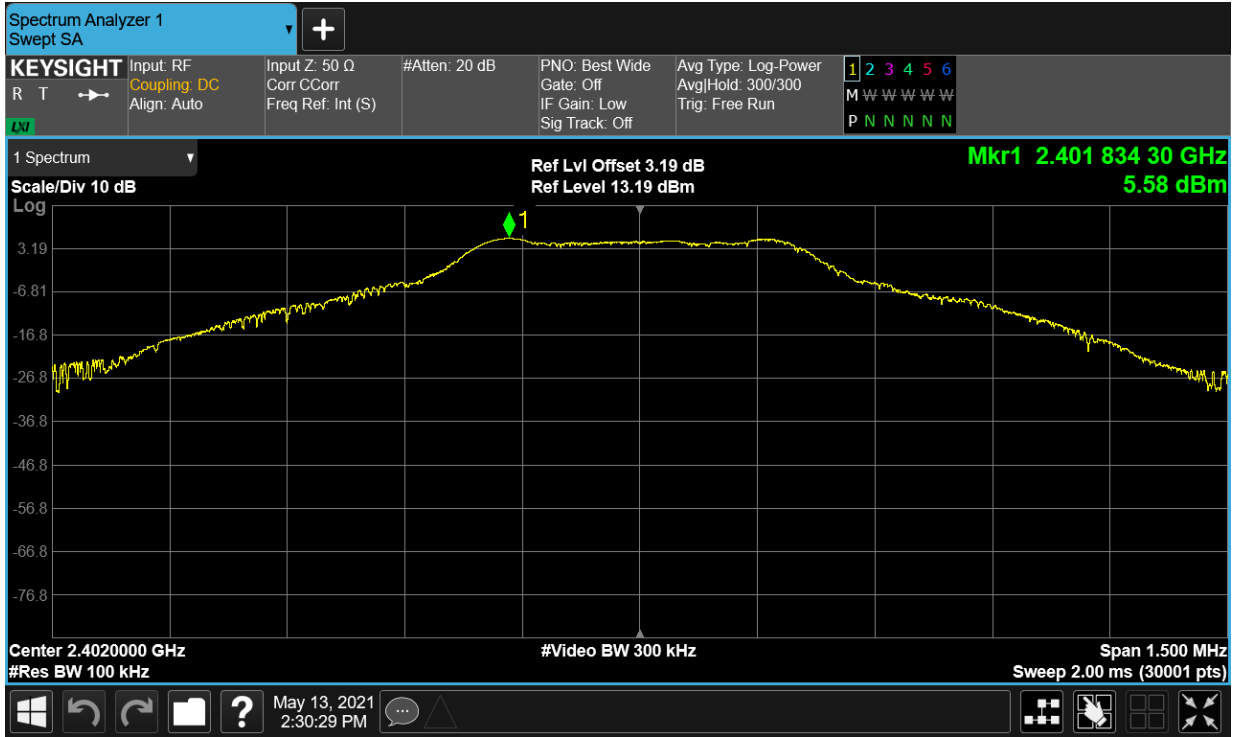 Spectrum Analyzer 1
Swept SA
+
KEYSIGHT
R T
LXI
Input: RF
Coupling: DC
Align: Auto
Input Z: 50 Ω
Corr CCorr
Freq Ref: Int (S)
#Atten: 20 dB
PNO: Best Wide
Gate: Off
IF Gain: Low
Sig Track: Off
Avg Type: Log-Power
Avg|Hold: 300/300
Trig: Free Run
1 2 3 4 5 6
M W W W W W
P N N N N N
1 Spectrum
Scale/Div 10 dB
Log
Ref Lvl Offset 3.19 dB
Ref Level 13.19 dBm
Mkr1 2.401 834 30 GHz
5.58 dBm
1
3.19
-6.81
-16.8
-26.8
-36.8
-46.8
-56.8
-66.8
-76.8
Center 2.4020000 GHz
#Video BW 300 kHz
Span 1.500 MHz
#Res BW 100 kHz
Sweep 2.00 ms (30001 pts)
?
May 13, 2021
2:30:29 PM